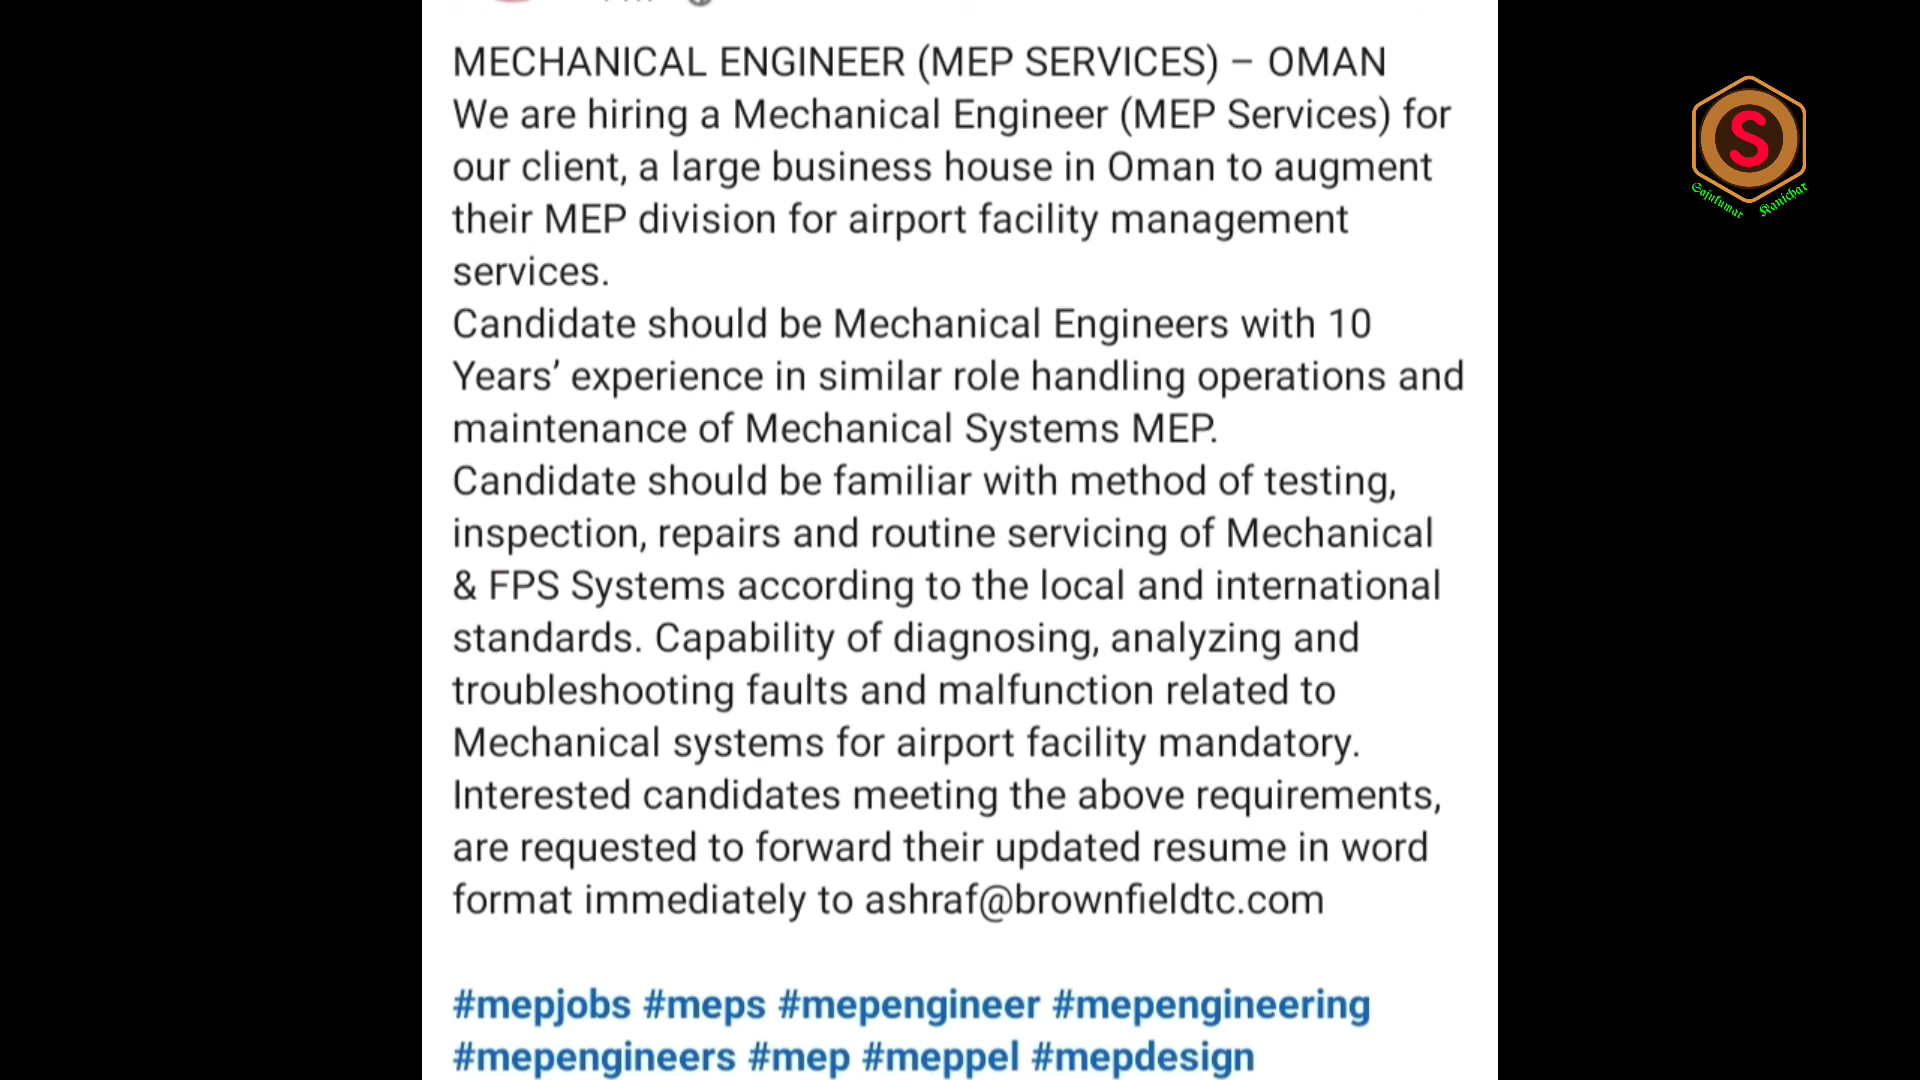 MECHANICAL ENGINEER (MEP SERVICES) – OMAN
We are hiring a Mechanical Engineer (MEP Services) for
our client, a large business house in Oman to augment
their MEP division for airport facility management
services.
Candidate should be Mechanical Engineers with 10
Years’ experience in similar role handling operations and
maintenance of Mechanical Systems MEP.
Candidate should be familiar with method of testing,
inspection, repairs and routine servicing of Mechanical
& FPS Systems according to the local and international
standards. Capability of diagnosing, analyzing and
troubleshooting faults and malfunction related to
Mechanical systems for airport facility mandatory.
Interested candidates meeting the above requirements,
are requested to forward their updated resume in word
format immediately to ashraf@brownfieldtc.com
#mepjobs #meps #mepengineer #mepengineering
#mepengineers #mep #meppel #mepdesign
S